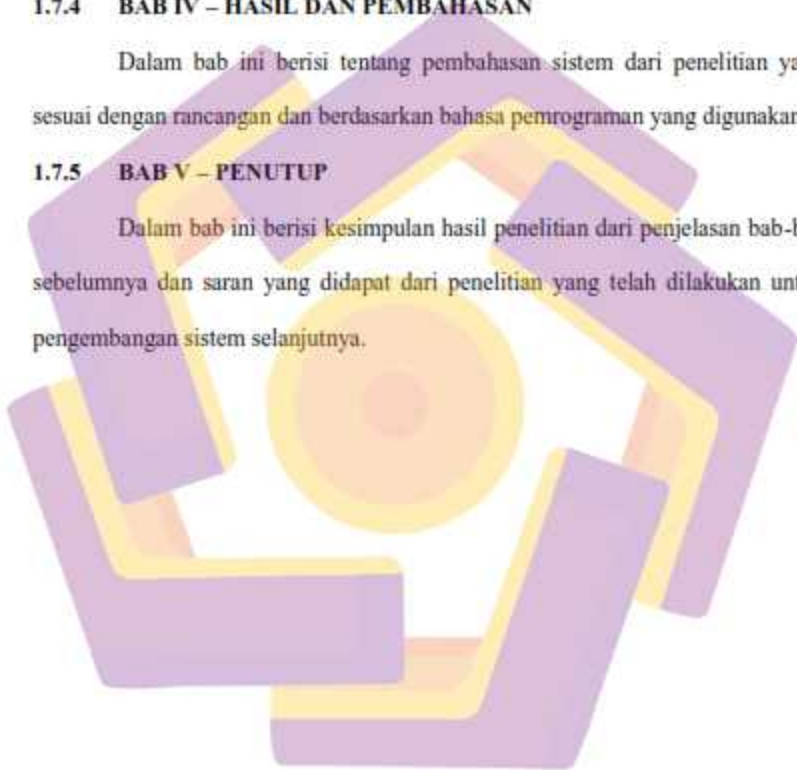 1.7.4 BAB IV – HASIL DAN PEMBAHASAN
Dalam bab ini berisi tentang pembahasan sistem dari penelitian
sesuai dengan rancangan dan berdasarkan bahasa pemrograman yang digunakan
1.7.5 BAB V – PENUTUP
Dalam bab ini berisi kesimpulan hasil penelitian dari penjelasan
sebelumnya dan saran yang didapat dari penelitian yang telah dilakukan
pengembangan sistem selanjutnya.